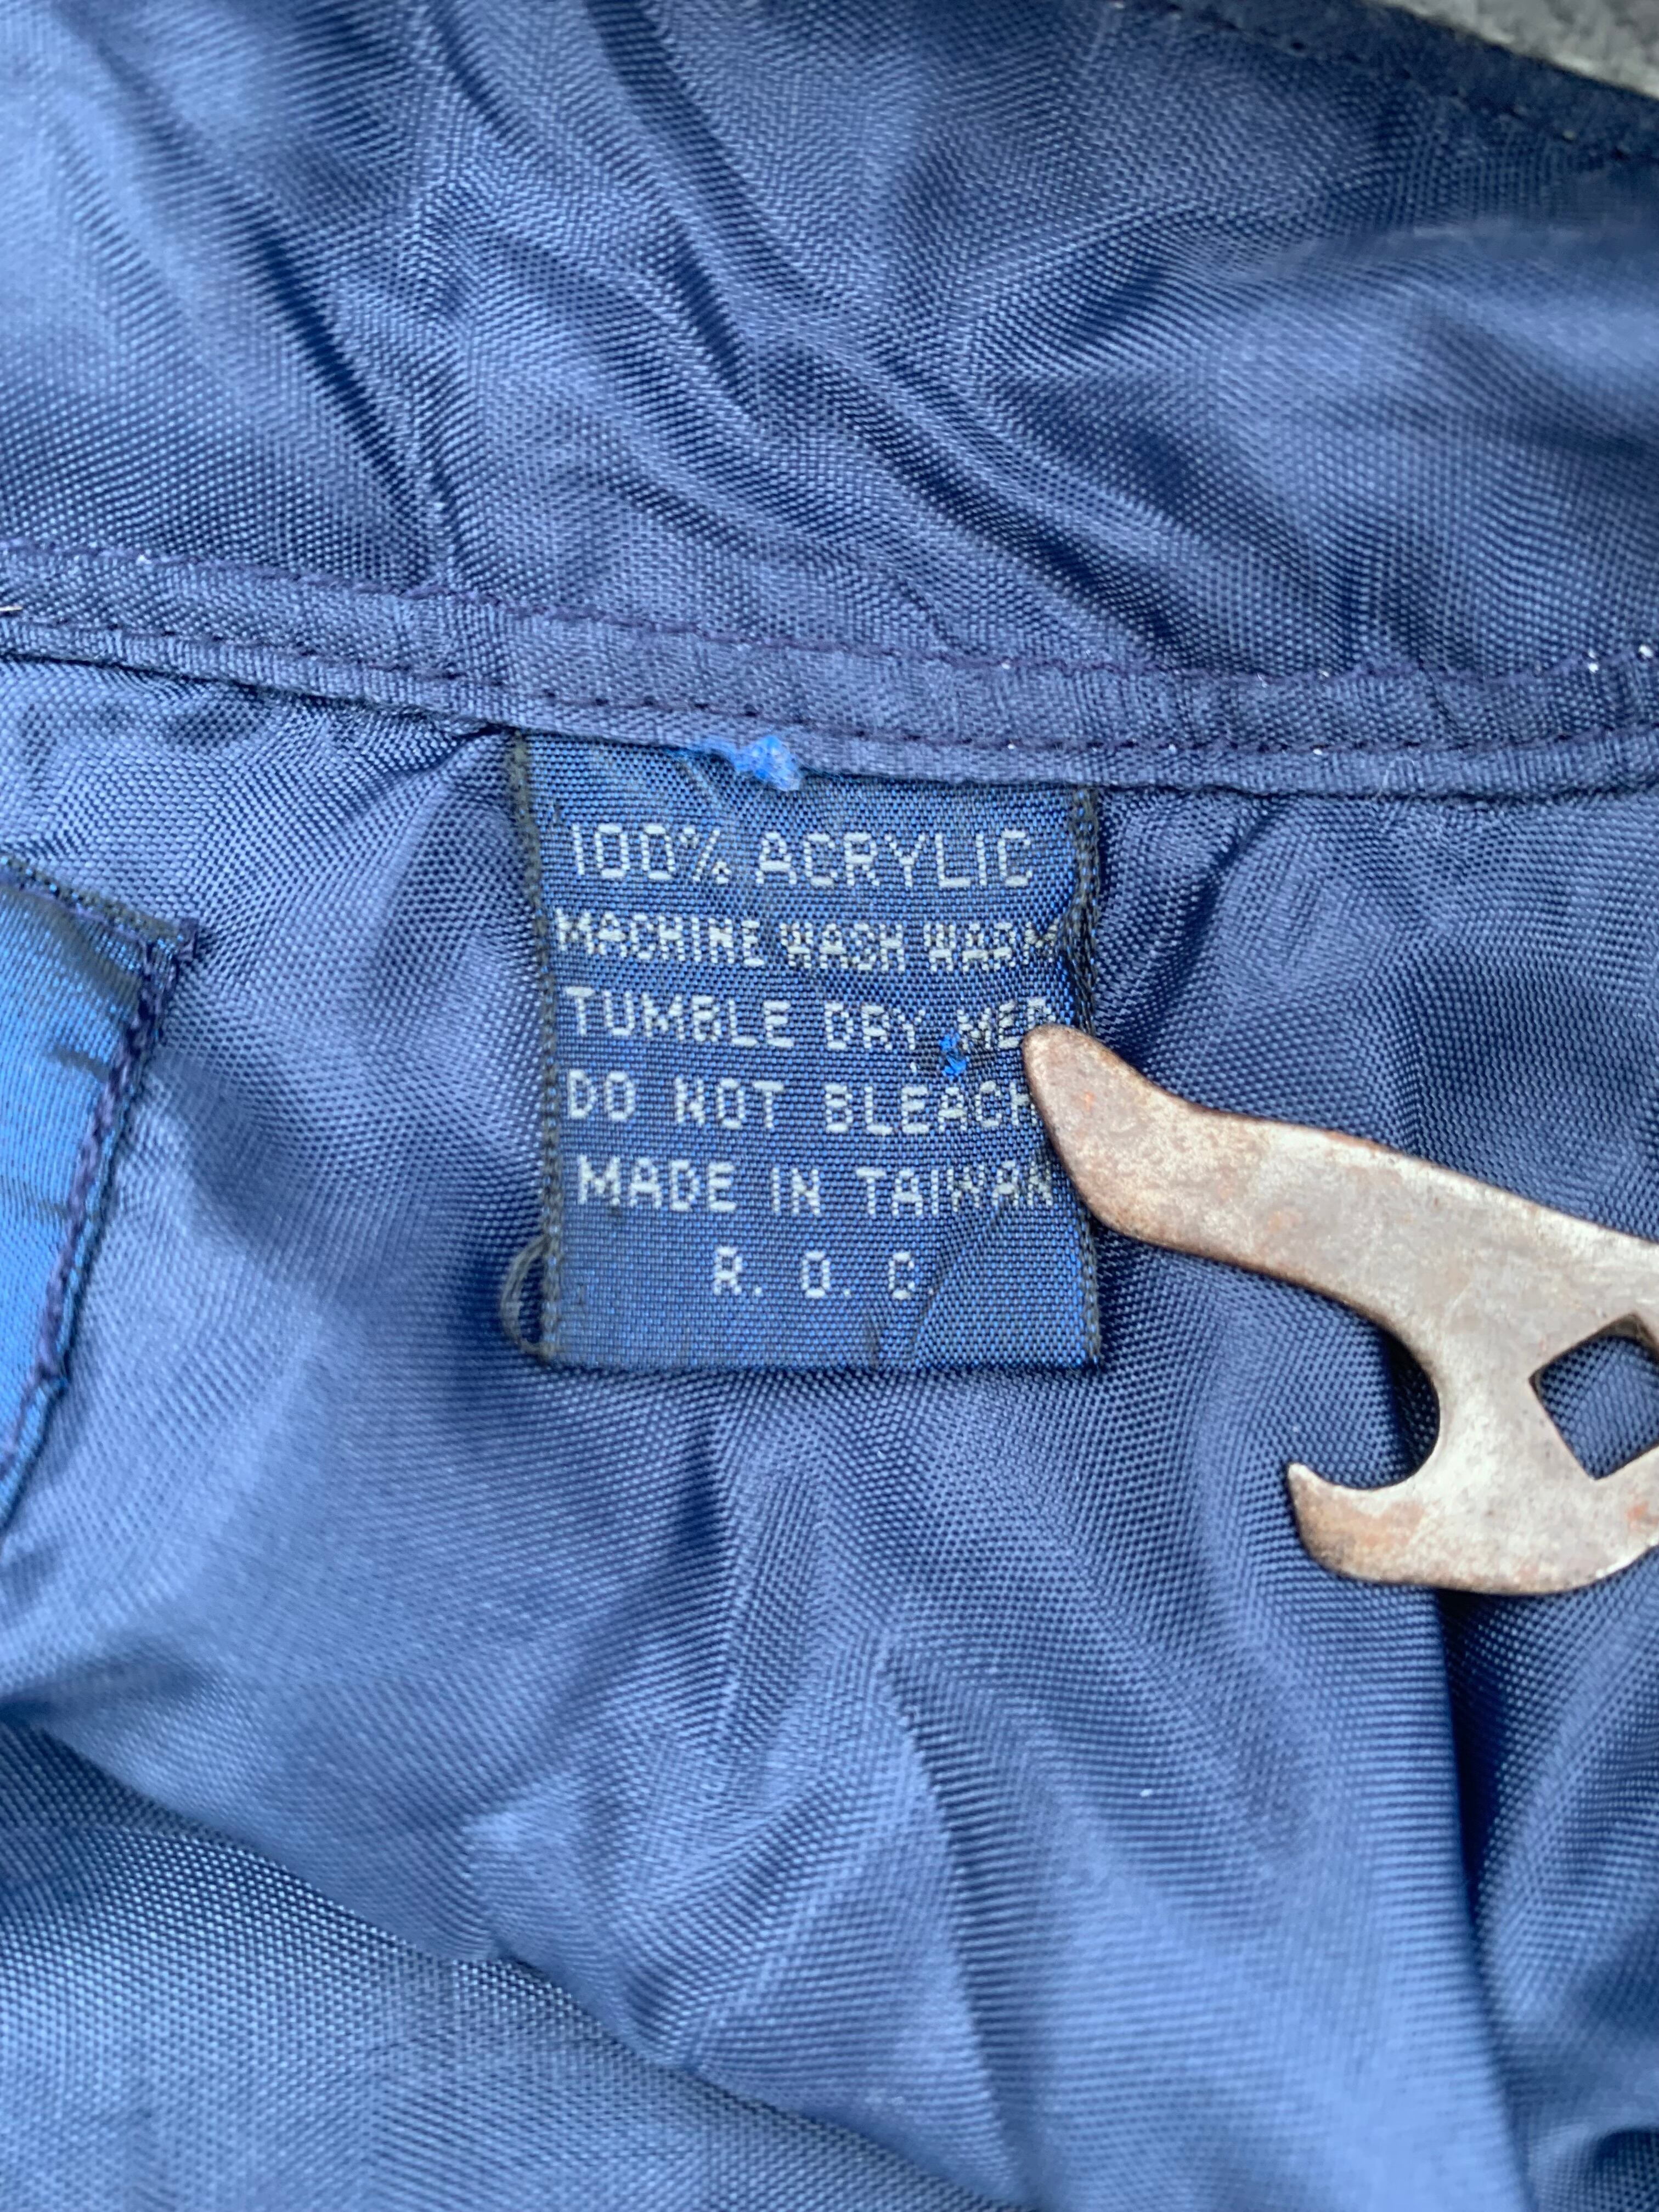 100% ACRYLIC
MACHINE WASH WARM
TUMBLE DRY MED
DO NOT BLEACH
MADE IN TAIWAN
R. O. C.